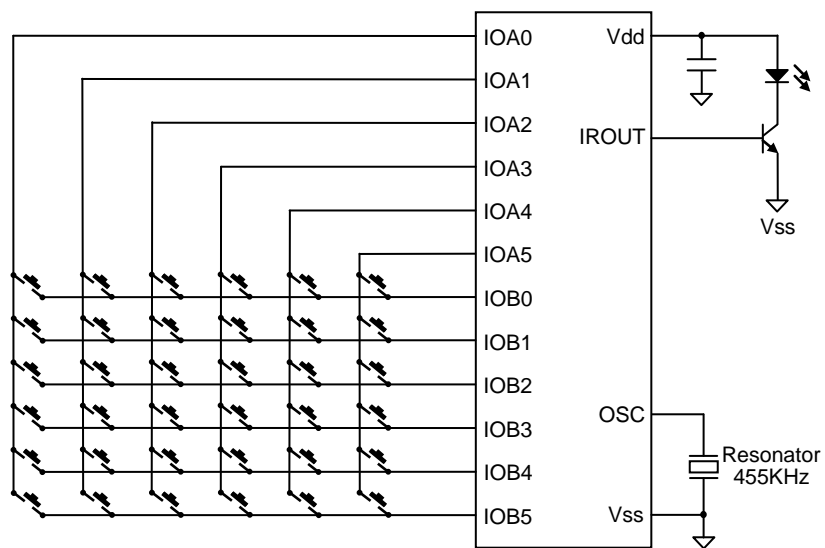 IOA0
IOA1
IOA2
IOA3
IOA4
IOA5
IOB0
IOB1
IOB2
IOB3
IOB4
IOB5
Vdd
IROUT
Vss
OSC
Resonator
455KHz
Vss